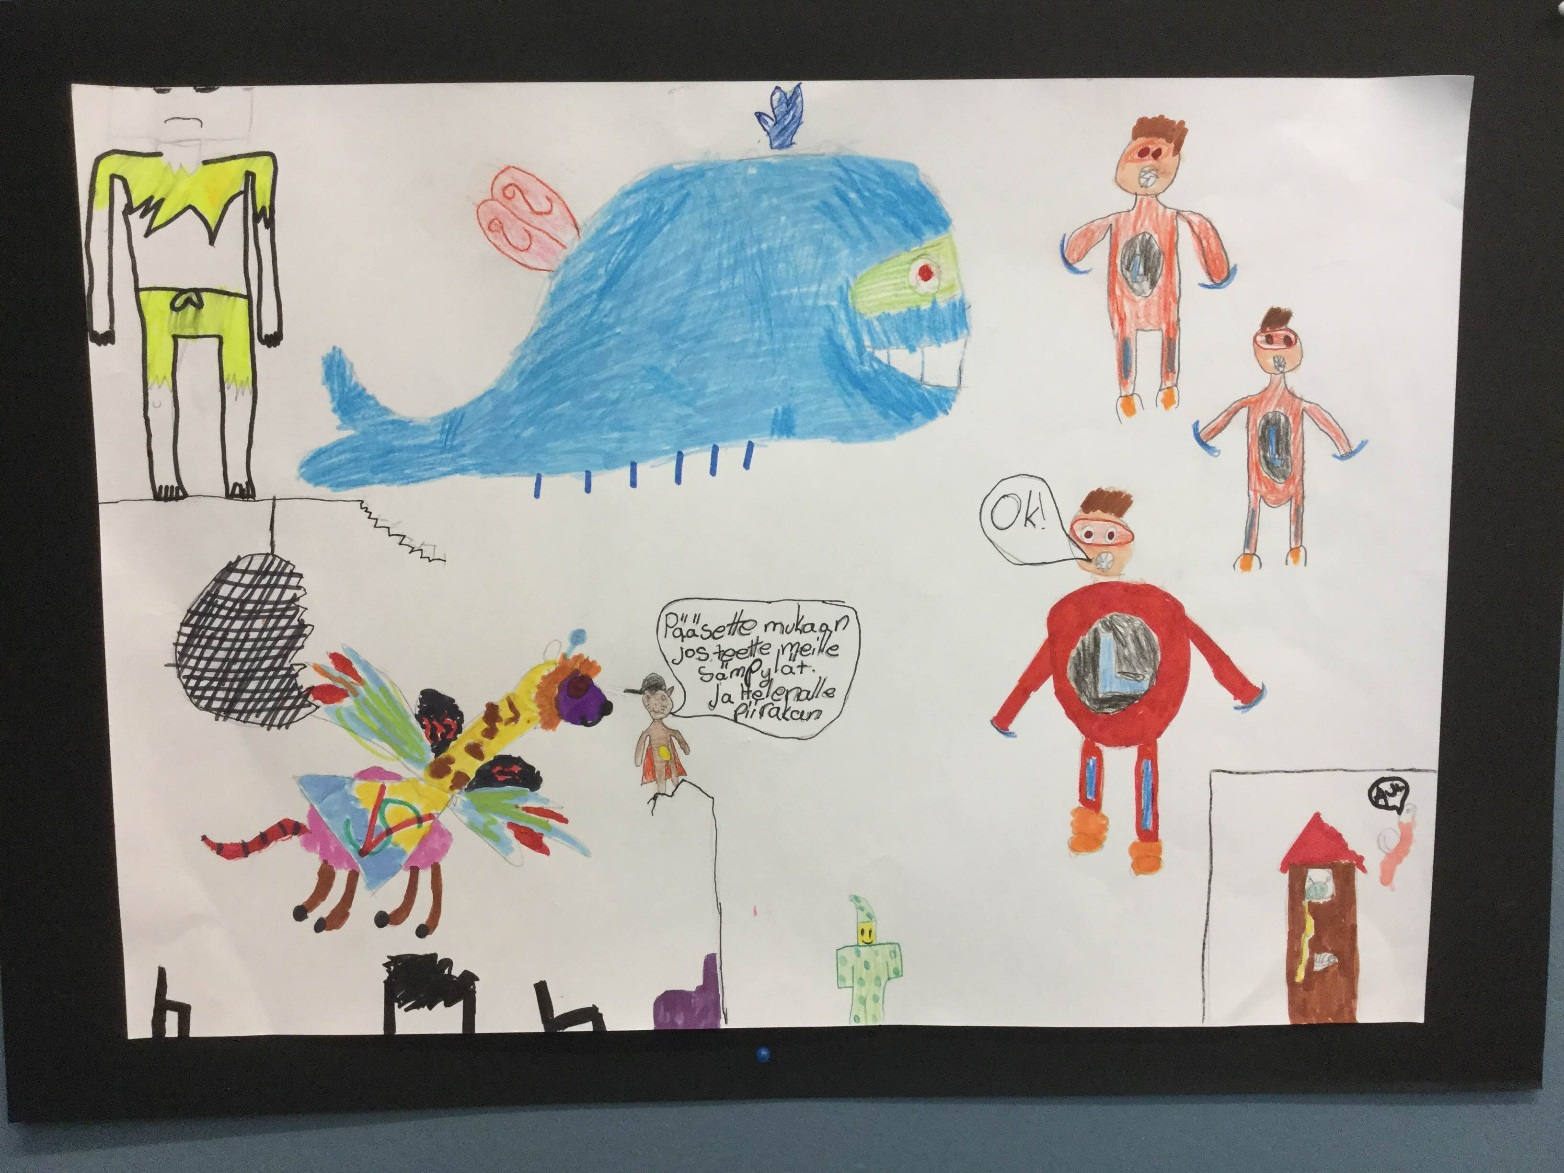 Ok!
Pääsette mukaan
jos teette meille
sämpylät.
Ja Helenalle
piirakan
L